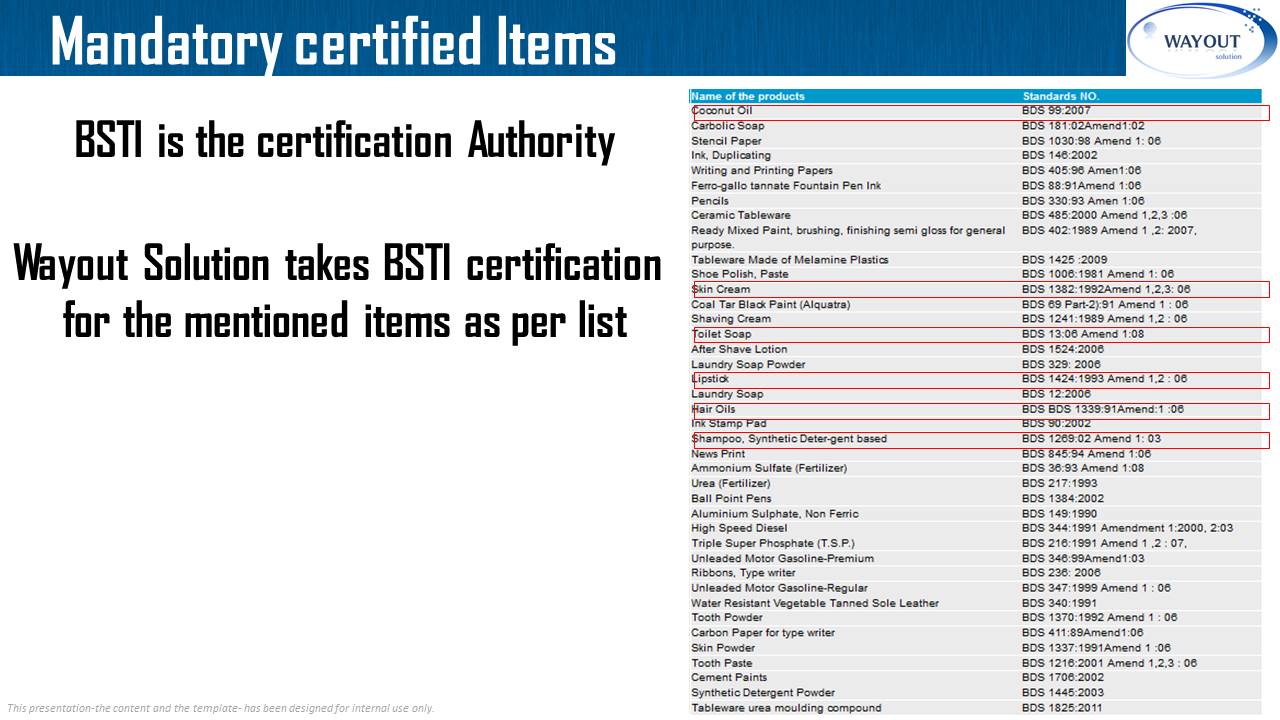 Mandatory certified Items
WAYOUT
solution
BSTI is the certification Authority
Wayout Solution takes BSTI certification
for the mentioned items as per list
Name of the products Standards NO.
Coconut Oil BDS 99:2007
Carbolic Soap BDS 181:02Amend1:02
Stencil Paper BDS 1030:98 Amend 1: 06
Ink, Duplicating BDS 146:2002
Writing and Printing Papers BDS 405:96 Amen1:06
Ferro-gallo tannate Fountain Pen Ink BDS 88:91Amend 1:06
Pencils BDS 330:93 Amen 1:06
Ceramic Tableware BDS 485:2000 Amend 1,2,3 :06
Ready Mixed Paint, brushing, finishing semi gloss for general BDS 402:1989 Amend 1 ,2: 2007,
purpose.
Tableware Made of Melamine Plastics BDS 1425 :2009
Shoe Polish, Paste BDS 1006:1981 Amend 1: 06
Skin Cream BDS 1382:1992Amend 1,2,3: 06
Coal Tar Black Paint (Alquatra) BDS 69 Part-2):91 Amend 1 : 06
Shaving Cream BDS 1241:1989 Amend 1,2 : 06
Toilet Soap BDS 13:06 Amend 1:08
After Shave Lotion BDS 1524:2006
Laundry Soap Powder BDS 329: 2006
Lipstick BDS 1424:1993 Amend 1,2 : 06
Laundry Soap BDS 12:2006
Hair Oils BDS BDS 1339:91Amend:1 :06
Ink Stamp Pad BDS 90:2002
Shampoo, Synthetic Deter-gent based BDS 1269:02 Amend 1: 03
News Print BDS 845:94 Amend 1:06
Ammonium Sulfate (Fertilizer) BDS 36:93 Amend 1:08
Urea (Fertilizer) BDS 217:1993
Ball Point Pens BDS 1384:2002
Aluminium Sulphate, Non Ferric BDS 149:1990
High Speed Diesel BDS 344:1991 Amendment 1:2000, 2:03
Triple Super Phosphate (T.S.P.) BDS 216:1991 Amend 1 ,2 : 07,
Unleaded Motor Gasoline-Premium BDS 346:99Amend1:03
Ribbons, Type writer BDS 236: 2006
Unleaded Motor Gasoline-Regular BDS 347:1999 Amend 1 : 06
Water Resistant Vegetable Tanned Sole Leather BDS 340:1991
Tooth Powder BDS 1370:1992 Amend 1 : 06
Carbon Paper for type writer BDS 411:89Amend1:06
Skin Powder BDS 1337:1991Amend 1 :06
Tooth Paste BDS 1216:2001 Amend 1,2,3 : 06
Cement Paints BDS 1706:2002
Synthetic Detergent Powder BDS 1445:2003
Tableware urea moulding compound BDS 1825:2011
This presentation-the content and the template- has been designed for internal use only.